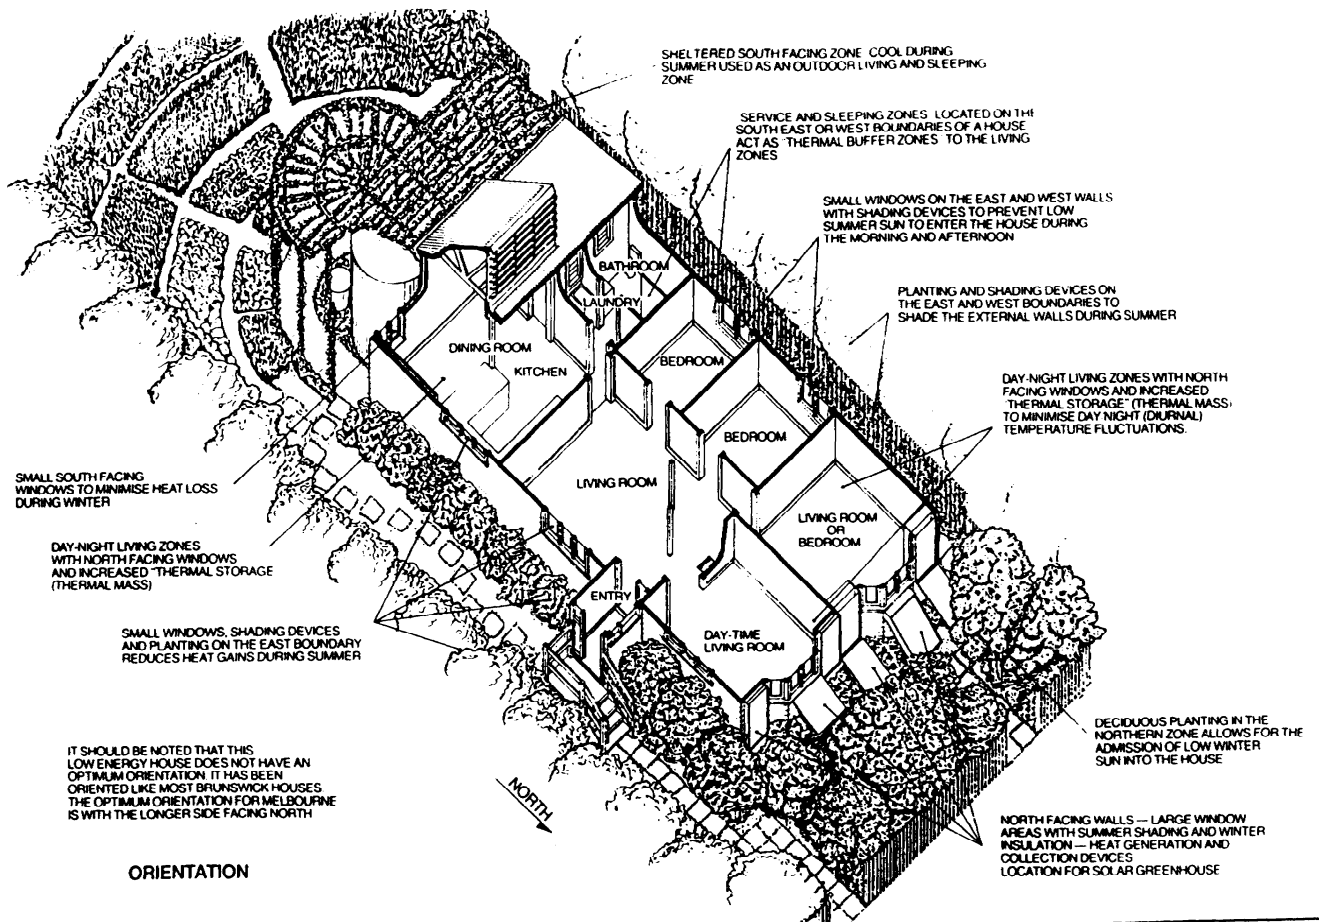 SHELTERED SOUTH FACING ZONE COOL DURING
SUMMER USED AS AN OUTDOOR LIVING AND SLEEPING
ZONE
SERVICE AND SLEEPING ZONES LOCATED ON THE
SOUTH EAST OR WEST BOUNDARIES OF A HOUSE
ACT AS "THERMAL BUFFER ZONES" TO THE LIVING
ZONES
SMALL WINDOWS ON THE EAST AND WEST WALLS
WITH SHADING DEVICES TO PREVENT LOW
SUMMER SUN TO ENTER THE HOUSE DURING
THE MORNING AND AFTERNOON
PLANTING AND SHADING DEVICES ON
THE EAST AND WEST BOUNDARIES TO
SHADE THE EXTERNAL WALLS DURING SUMMER
DAY-NIGHT LIVING ZONES WITH NORTH
FACING WINDOWS AND INCREASED
"THERMAL STORAGE" (THERMAL MASS)
TO MINIMISE DAY NIGHT (DIURNAL)
TEMPERATURE FLUCTUATIONS.
BATHROOM
LAUNDRY
DINING ROOM
KITCHEN
BEDROOM
BEDROOM
LIVING ROOM
LIVING ROOM
OR
BEDROOM
ENTRY
DAY-TIME
LIVING ROOM
SMALL SOUTH FACING
WINDOWS TO MINIMISE HEAT LOSS
DURING WINTER
DAY-NIGHT LIVING ZONES
WITH NORTH FACING WINDOWS
AND INCREASED "THERMAL STORAGE
(THERMAL MASS)
SMALL WINDOWS, SHADING DEVICES
AND PLANTING ON THE EAST BOUNDARY
REDUCES HEAT GAINS DURING SUMMER
IT SHOULD BE NOTED THAT THIS
LOW ENERGY HOUSE DOES NOT HAVE AN
OPTIMUM ORIENTATION. IT HAS BEEN
ORIENTED LIKE MOST BRUNSWICK HOUSES.
THE OPTIMUM ORIENTATION FOR MELBOURNE
IS WITH THE LONGER SIDE FACING NORTH
NORTH
DECIDUOUS PLANTING IN THE
NORTHERN ZONE ALLOWS FOR THE
ADMISSION OF LOW WINTER
SUN INTO THE HOUSE
NORTH FACING WALLS — LARGE WINDOW
AREAS WITH SUMMER SHADING AND WINTER
INSULATION — HEAT GENERATION AND
COLLECTION DEVICES
LOCATION FOR SOLAR GREENHOUSE
ORIENTATION